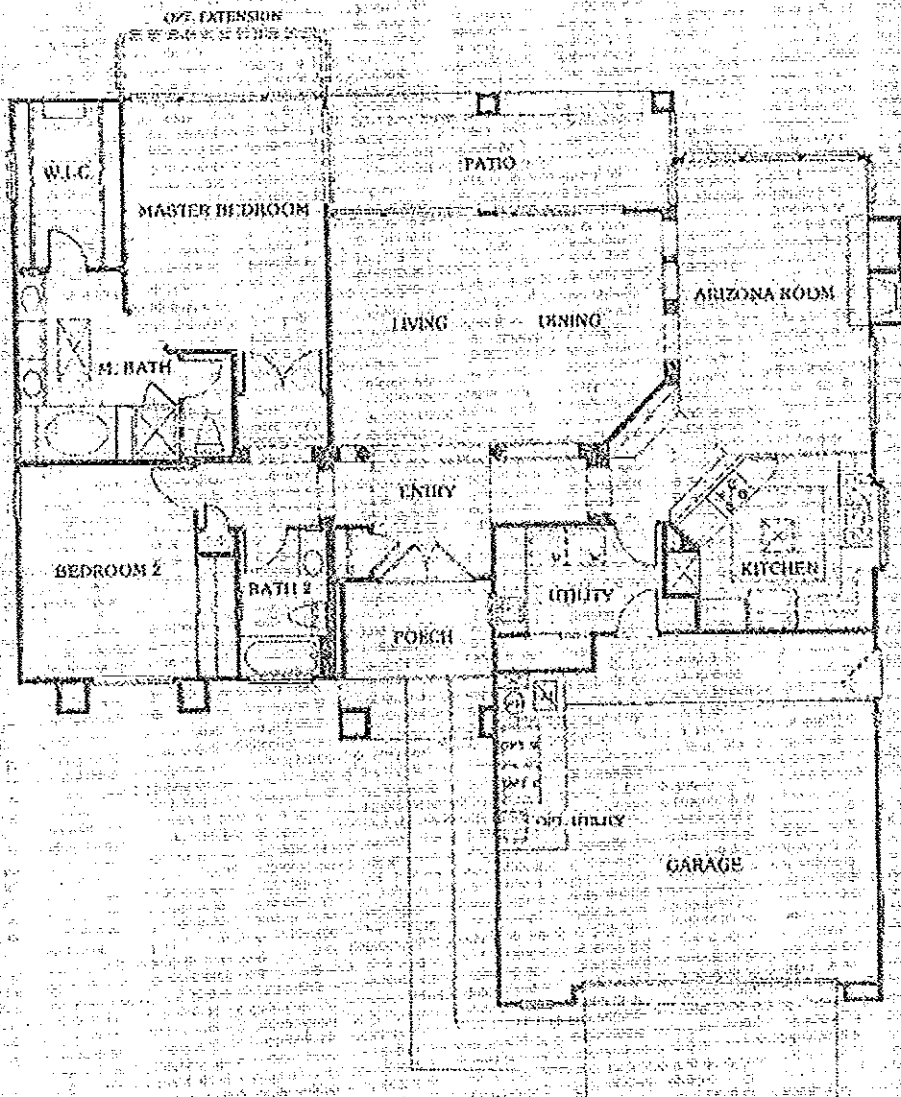 OPT. EXTENSION
PATIO
W.I.C.
MASTER BEDROOM
ARIZONA ROOM
LIVING
DINING
M. BATH
ENTRY
BEDROOM 2
BATH 2
UTILITY
KITCHEN
PORCH
OPT. UTILITY
GARAGE